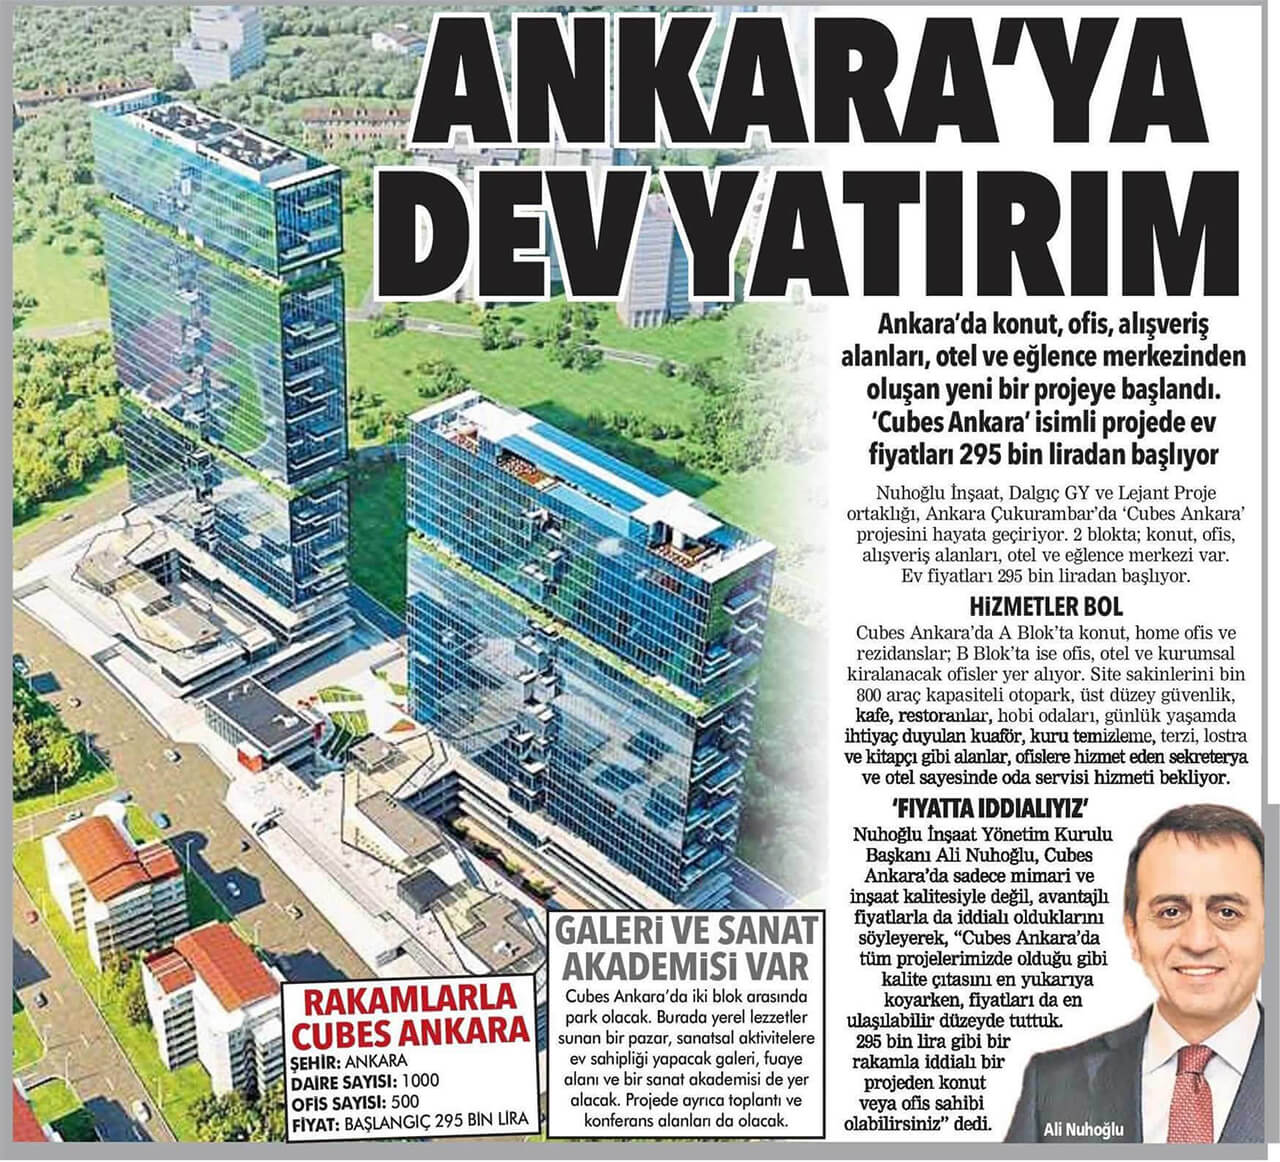 ANKARA'YA
DEV YATIRIM
Ankara'da konut, ofis, alışveriş
alanları, otel ve eğlence merkezinden
oluşan yeni bir projeye başlandı.
'Cubes Ankara' isimli projede ev
fiyatları 295 bin liradan başlıyor
Nuhoğlu İnşaat, Dalgıç GY ve Lejant Proje
ortaklığı, Ankara Çukurambar'da 'Cubes Ankara'
projesini hayata geçiriyor. 2 blokta; konut, ofis,
alışveriş alanları, otel ve eğlence merkezi var.
Ev fiyatları 295 bin liradan başlıyor.
HiZMETLER BOL
Cubes Ankara'da A Blok'ta konut, home ofis ve
rezidanslar; B Blok'ta ise ofis, otel ve kurumsal
kiralanacak ofisler yer alıyor. Site sakinlerini bin
800 araç kapasiteli otopark, üst düzey güvenlik,
kafe, restoranlar, hobi odaları, günlük yaşamda
ihtiyaç duyulan kuaför, kuru temizleme, terzi, lostra
ve kitapçı gibi alanlar, ofislere hizmet eden sekreterya
ve otel sayesinde oda servisi hizmeti bekliyor.
'FIYATTA IDDIALIYIZ'
Nuhoğlu İnşaat Yönetim Kurulu
Başkanı Ali Nuhoğlu, Cubes
Ankara'da sadece mimari ve
inşaat kalitesiyle değil, avantajlı
fiyatlarla da iddialı olduklarını
söyleyerek, "Cubes Ankara'da
tüm projelerimizde olduğu gibi
kalite çıtasını en yukarıya
koyarken, fiyatları da en
ulaşılabilir düzeyde tuttuk.
295 bin lira gibi bir
rakamla iddialı bir
projeden konut
veya ofis sahibi
olabilirsiniz" dedi.
Ali Nuhoğlu
GALERi VE SANAT
AKADEMiSi VAR
Cubes Ankara'da iki blok arasında
park olacak. Burada yerel lezzetler
sunan bir pazar, sanatsal aktivitelere
ev sahipliği yapacak galeri, fuaye
alanı ve bir sanat akademisi de yer
alacak. Projede ayrıca toplantı ve
konferans alanları da olacak.
RAKAMLARLA
CUBES ANKARA
ŞEHİR: ANKARA
DAİRE SAYISI: 1000
OFİS SAYISI: 500
FİYAT: BAŞLANGIÇ 295 BIN LIRA